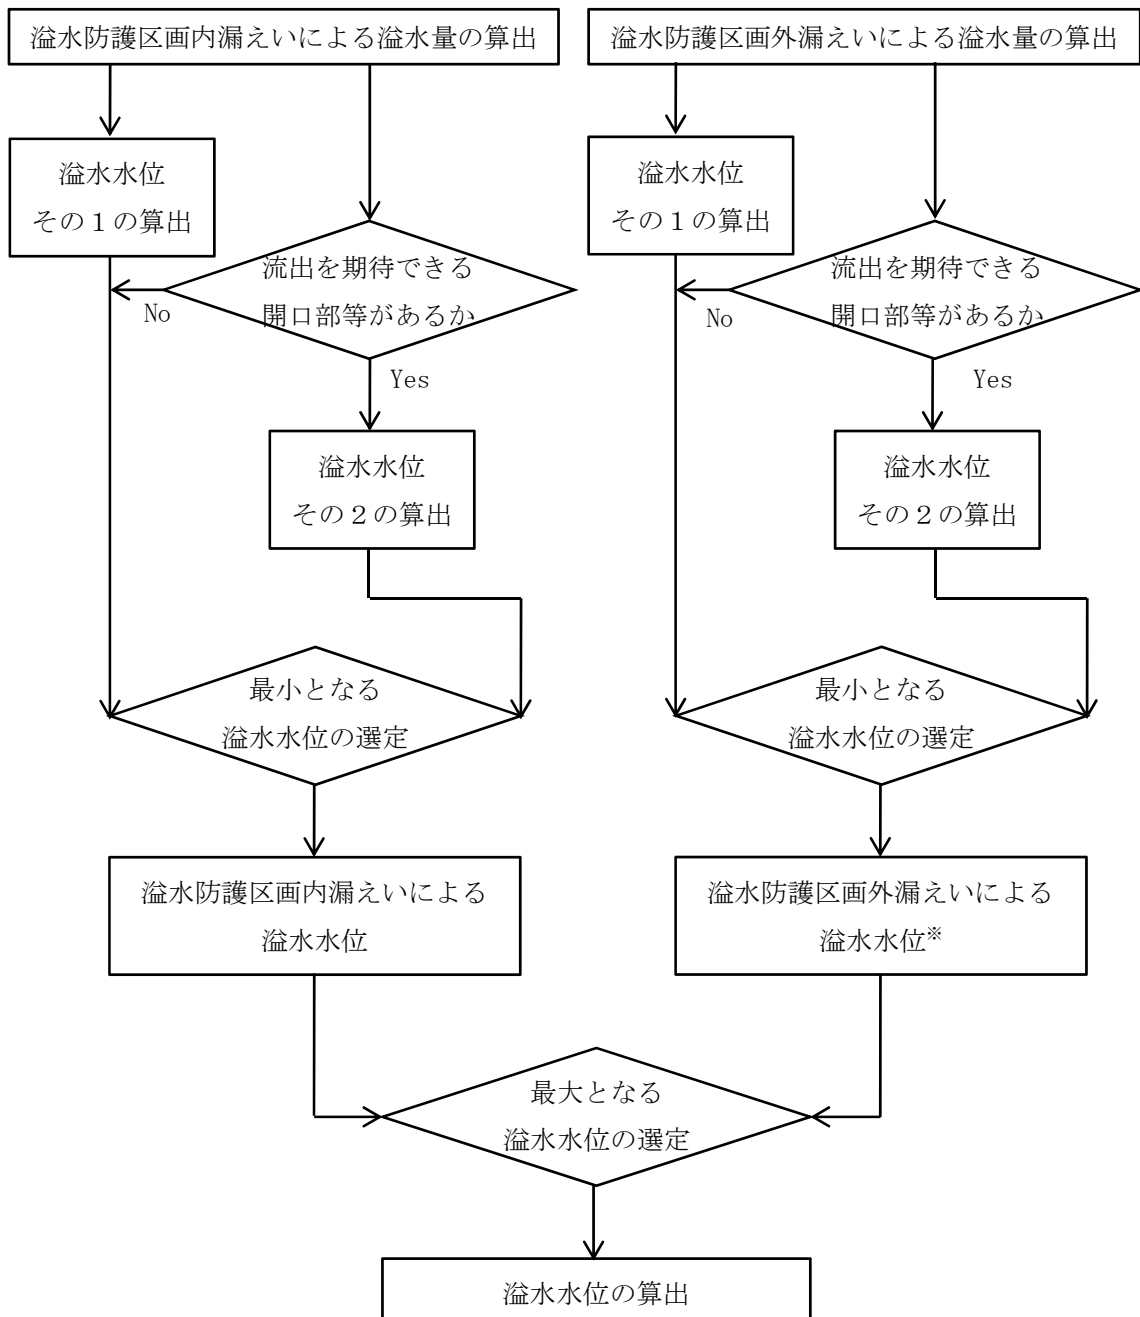 溢水防護区画内漏えいによる溢水量の算出
溢水防護区画外漏えいによる溢水量の算出
溢水水位
その１の算出
溢水水位
その１の算出
流出を期待できる
開口部等があるか
流出を期待できる
開口部等があるか
No
No
Yes
Yes
溢水水位
その２の算出
溢水水位
その２の算出
最小となる
溢水水位の選定
最小となる
溢水水位の選定
溢水防護区画内漏えいによる
溢水水位
溢水防護区画外漏えいによる
溢水水位※
最大となる
溢水水位の選定
溢水水位の算出